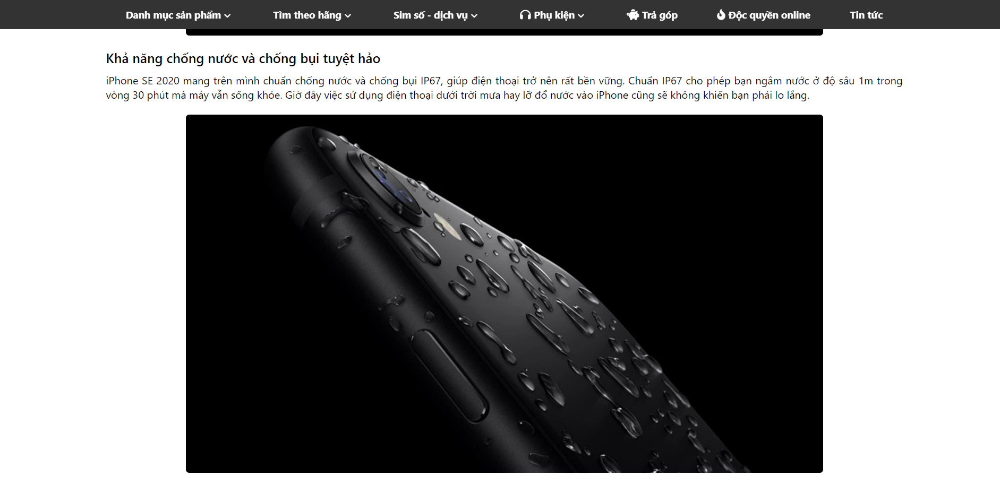 Danh mục sản phẩm Tìm theo hãng Sim số - dịch vụ Phụ kiện Trả góp Độc quyền online Tin tức
Khả năng chống nước và chống bụi tuyệt hảo
iPhone SE 2020 mang trên mình chuẩn chống nước và chống bụi IP67, giúp điện thoại trở nên rất bền vững. Chuẩn IP67 cho phép bạn ngâm nước ở độ sâu 1m trong
vòng 30 phút mà máy vẫn sống khỏe. Giờ đây việc sử dụng điện thoại dưới trời mưa hay lỡ đổ nước vào iPhone cũng sẽ không khiến bạn phải lo lắng.